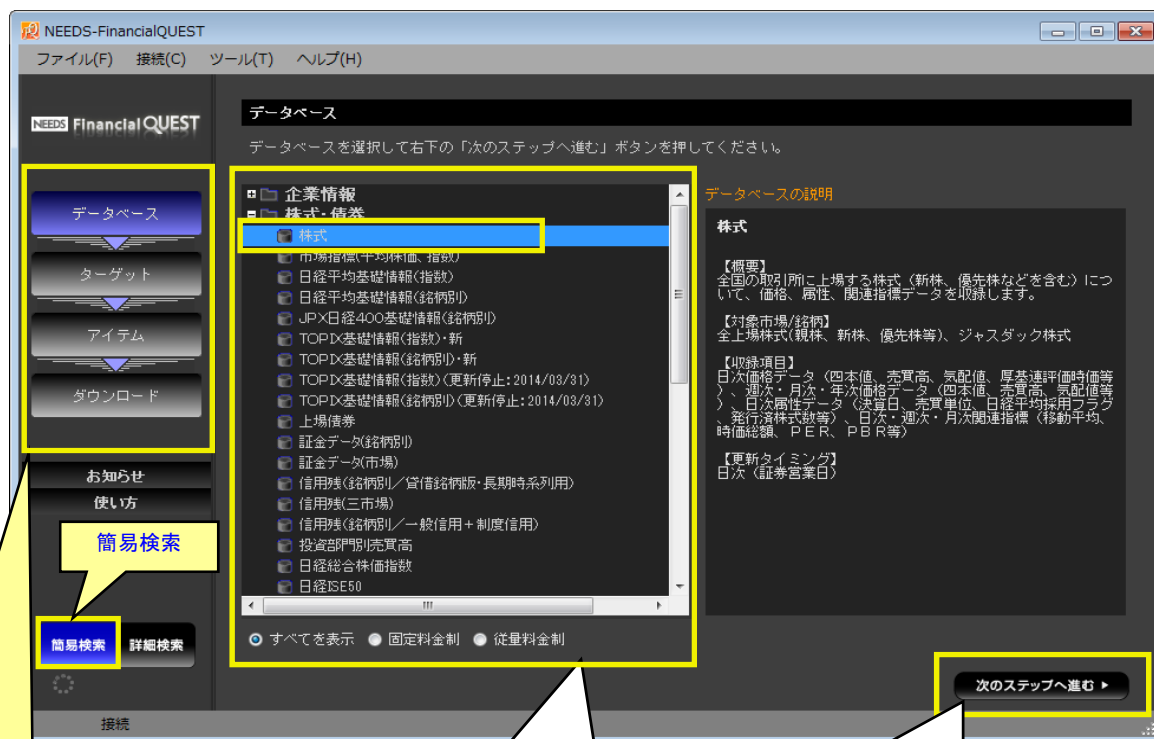 NEEDS-FinancialQUEST
ファイル(F) 接続(C) ツール(T) ヘルプ(H)
NEEDS Financial QUEST
データベース
データベースを選択して右下の「次のステップへ進む」ボタンを押してください。
データベース
ターゲット
アイテム
ダウンロード
お知らせ
使い方
簡易検索
簡易検索 詳細検索
接続
企業情報
株式・債券
株式
市場指標(平均株価、指数)
日経平均基礎情報(指数)
日経平均基礎情報(銘柄別)
JPX日経400基礎情報(銘柄別)
TOPIX基礎情報(指数)・新
TOPIX基礎情報(銘柄別)・新
TOPIX基礎情報(指数)(更新停止:2014/03/31)
TOPIX基礎情報(銘柄別)(更新停止:2014/03/31)
上場債券
証金データ(銘柄別)
証金データ(市場)
信用残(銘柄別/貸借銘柄版・長期時系列用)
信用残(三市場)
信用残(銘柄別/一般信用+制度信用)
投資部門別売買高
日経総合株価指数
日経ISE50
すべてを表示 固定料金制 従量料金制
データベースの説明
株式
【概要】
全国の取引所に上場する株式(新株、優先株などを含む)につ
いて、価格、属性、関連指標データを収録します。
【対象市場/銘柄】
全上場株式(親株、新株、優先株等)、ジャスダック株式
【収録項目】
日次価格データ(四本値、売買高、気配値、厚基連評価時価等
)、週次・月次・年次価格データ(四本値、売買高、気配値等
)、日次属性データ(決算日、売買単位、日経平均採用フラグ
、発行済株式数等)、日次・週次・月次関連指標(移動平均、
時価総額、PER、PBR等)
【更新タイミング】
日次(証券営業日)
次のステップへ進む